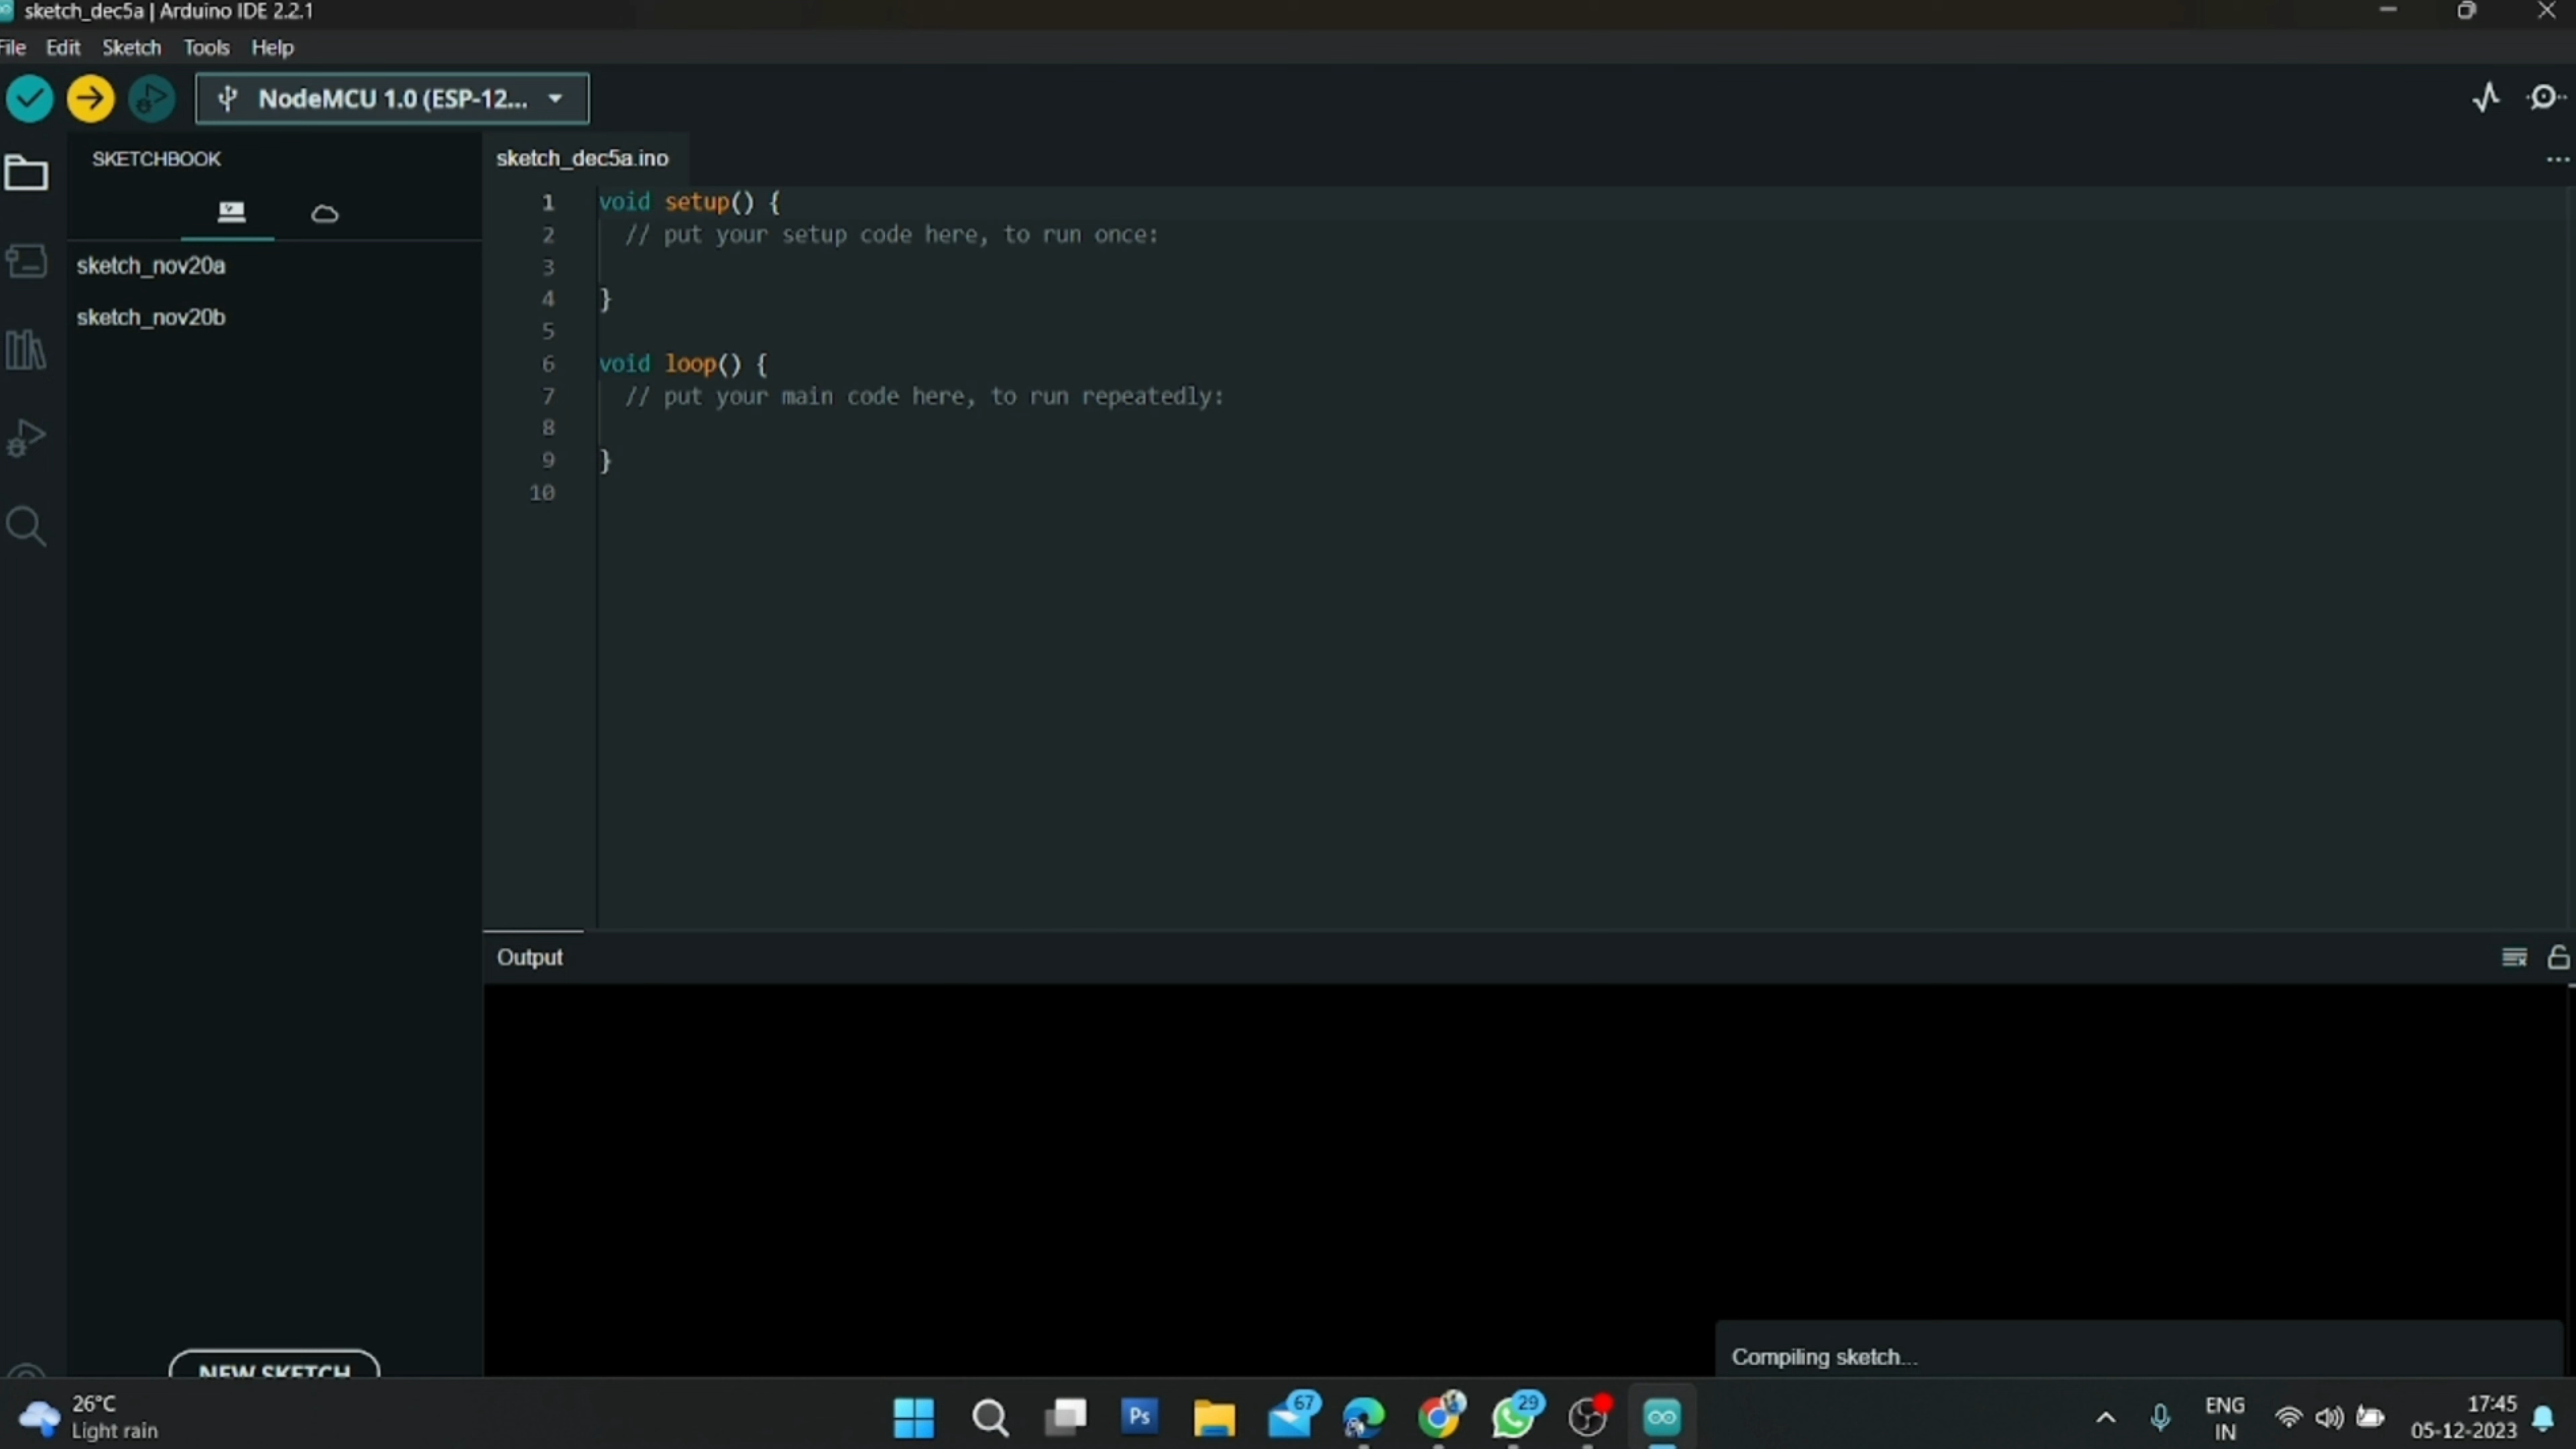 sketch_dec5a | Arduino IDE 2.2.1
File Edit Sketch Tools Help
NodeMCU 1.0 (ESP-12...
SKETCHBOOK
sketch_dec5a.ino
...
sketch_nov20a
sketch_nov20b
1 void setup() {
2 // put your setup code here, to run once:
3
4 }
5
6 void loop() {
7 // put your main code here, to run repeatedly:
8
9 }
10
Output
NEW SKETCH
Compiling sketch...
26°C
Light rain
Ps
67
29
ENG
IN
17:45
05-12-2023